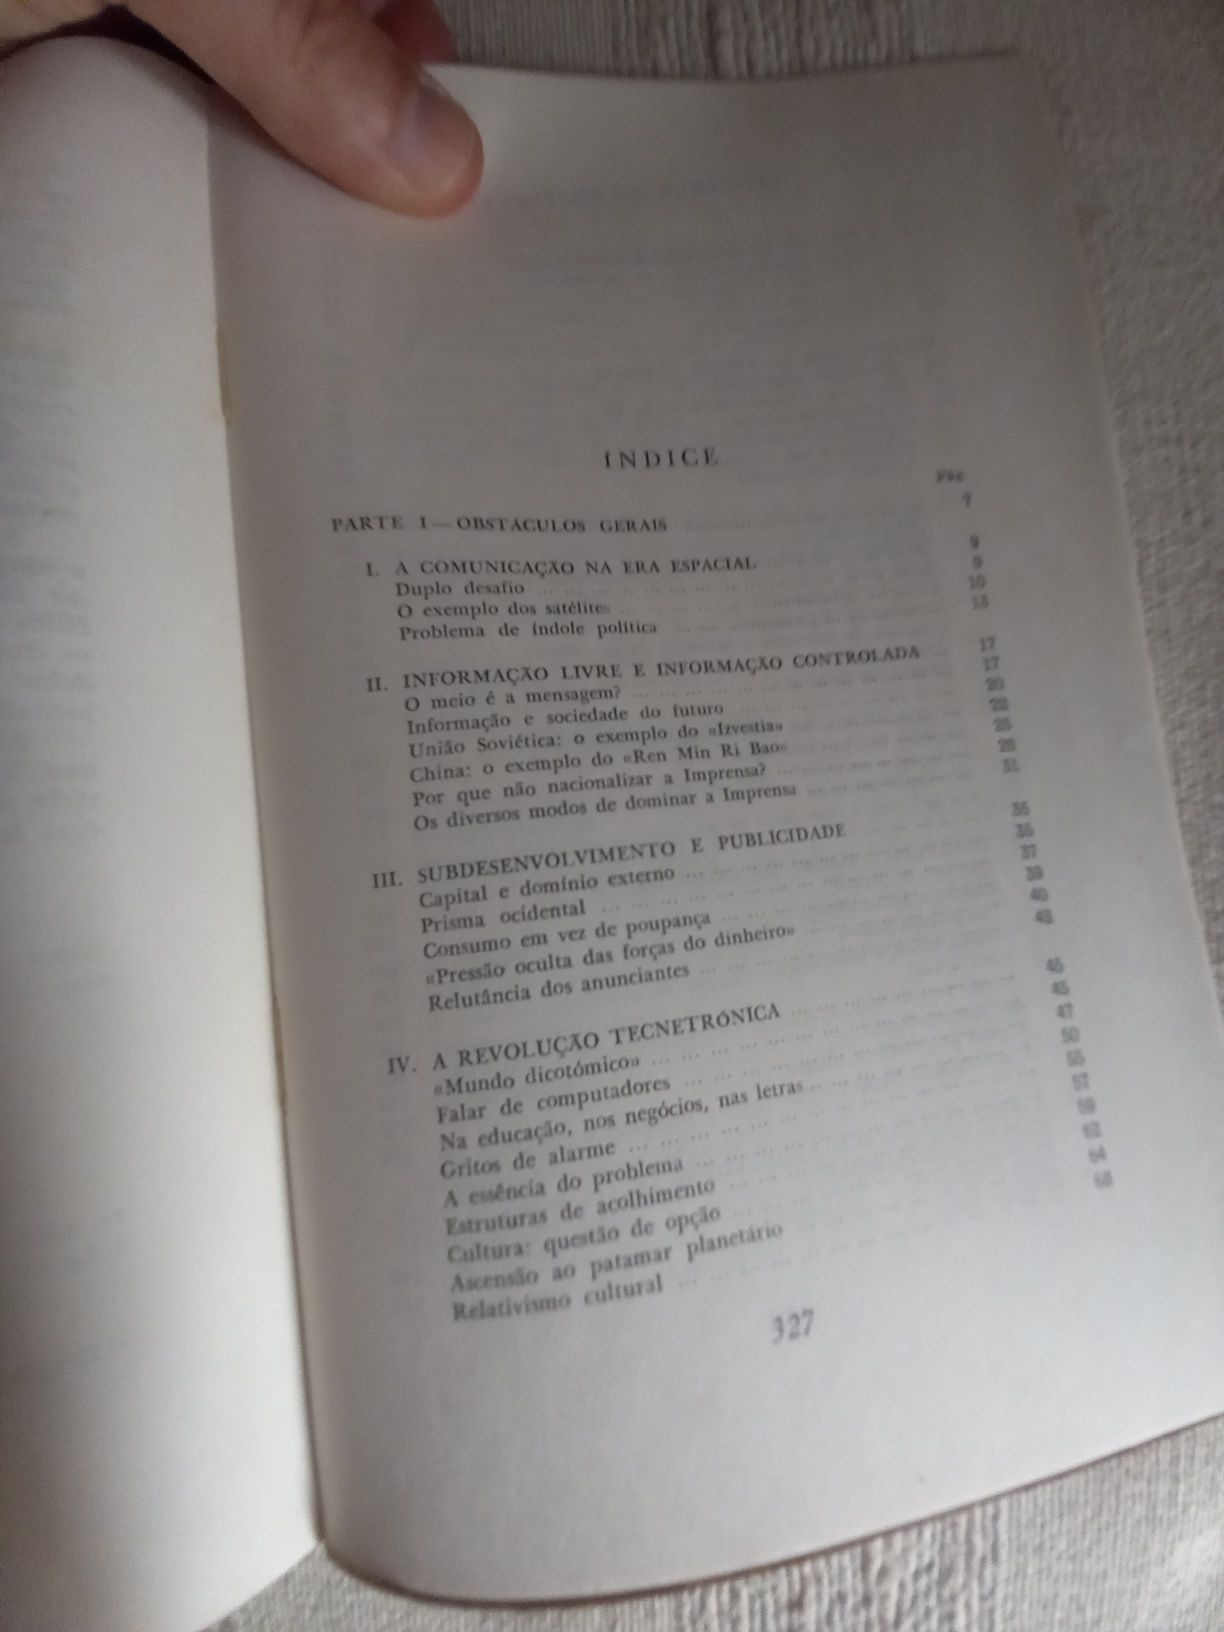 ÍNDICE
Pág.
PARTE I — OBSTÁCULOS GERAIS ... 7
I. A COMUNICAÇÃO NA ERA ESPACIAL ... 9
Duplo desafio ... 9
O exemplo dos satélites ... 10
Problema de índole política ... 13
II. INFORMAÇÃO LIVRE E INFORMAÇÃO CONTROLADA ... 17
O meio é a mensagem? ... 17
Informação e sociedade do futuro ... 20
União Soviética: o exemplo do «Izvestia»
China: o exemplo do «Ren Min Ri Bao»
Por que não nacionalizar a Imprensa?
Os diversos modos de dominar a Imprensa ... 31
III. SUBDESENVOLVIMENTO E PUBLICIDADE ... 35
Capital e domínio externo ... 35
Prisma ocidental ... 37
Consumo em vez de poupança ... 39
«Pressão oculta das forças do dinheiro» ... 40
Relutância dos anunciantes
IV. A REVOLUÇÃO TECNETRÓNICA ... 45
«Mundo dicotómico» ... 45
Falar de computadores ... 47
Na educação, nos negócios, nas letras ... 50
Gritos de alarme ... 55
A essência do problema ... 57
Estruturas de acolhimento ... 59
Cultura: questão de opção
Ascensão ao patamar planetário
Relativismo cultural
327